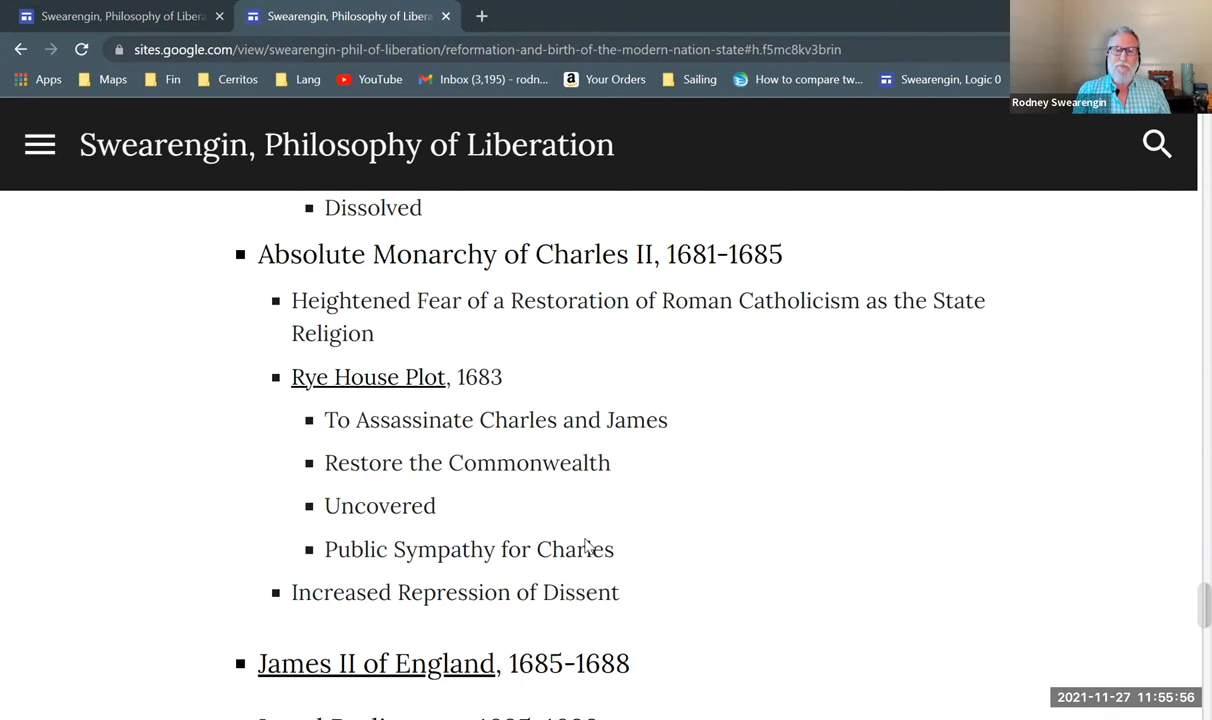 Swearengin, Philosophy of Libera
Swearengin, Philosophy of Libera
sites.google.com/view/swearengin-phil-of-liberation/reformation-and-birth-of-the-modern-nation-state#h.f5mc8kv3brin
Apps Maps Fin Cerritos Lang YouTube Inbox (3,195) - rodn... Your Orders Sailing How to compare tw... Swearengin, Logic 0
Rodney Swearengin
Swearengin, Philosophy of Liberation
Dissolved
Absolute Monarchy of Charles II, 1681-1685
Heightened Fear of a Restoration of Roman Catholicism as the State
Religion
Rye House Plot, 1683
To Assassinate Charles and James
Restore the Commonwealth
Uncovered
Public Sympathy for Charles
Increased Repression of Dissent
James II of England, 1685-1688
2021-11-27 11:55:56